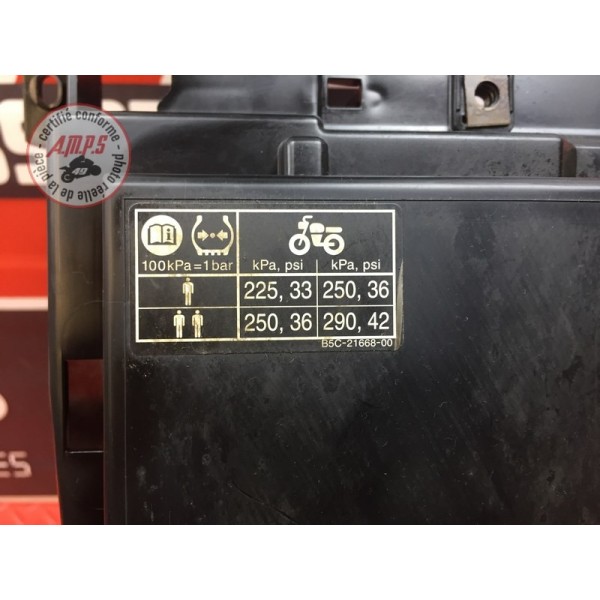 certifié conforme - photo réelle de la pièce -
A.M.P.S
49
100kPa=1bar
kPa, psi kPa, psi
225, 33 250, 36
250, 36 290, 42
B5C-21668-00
ES